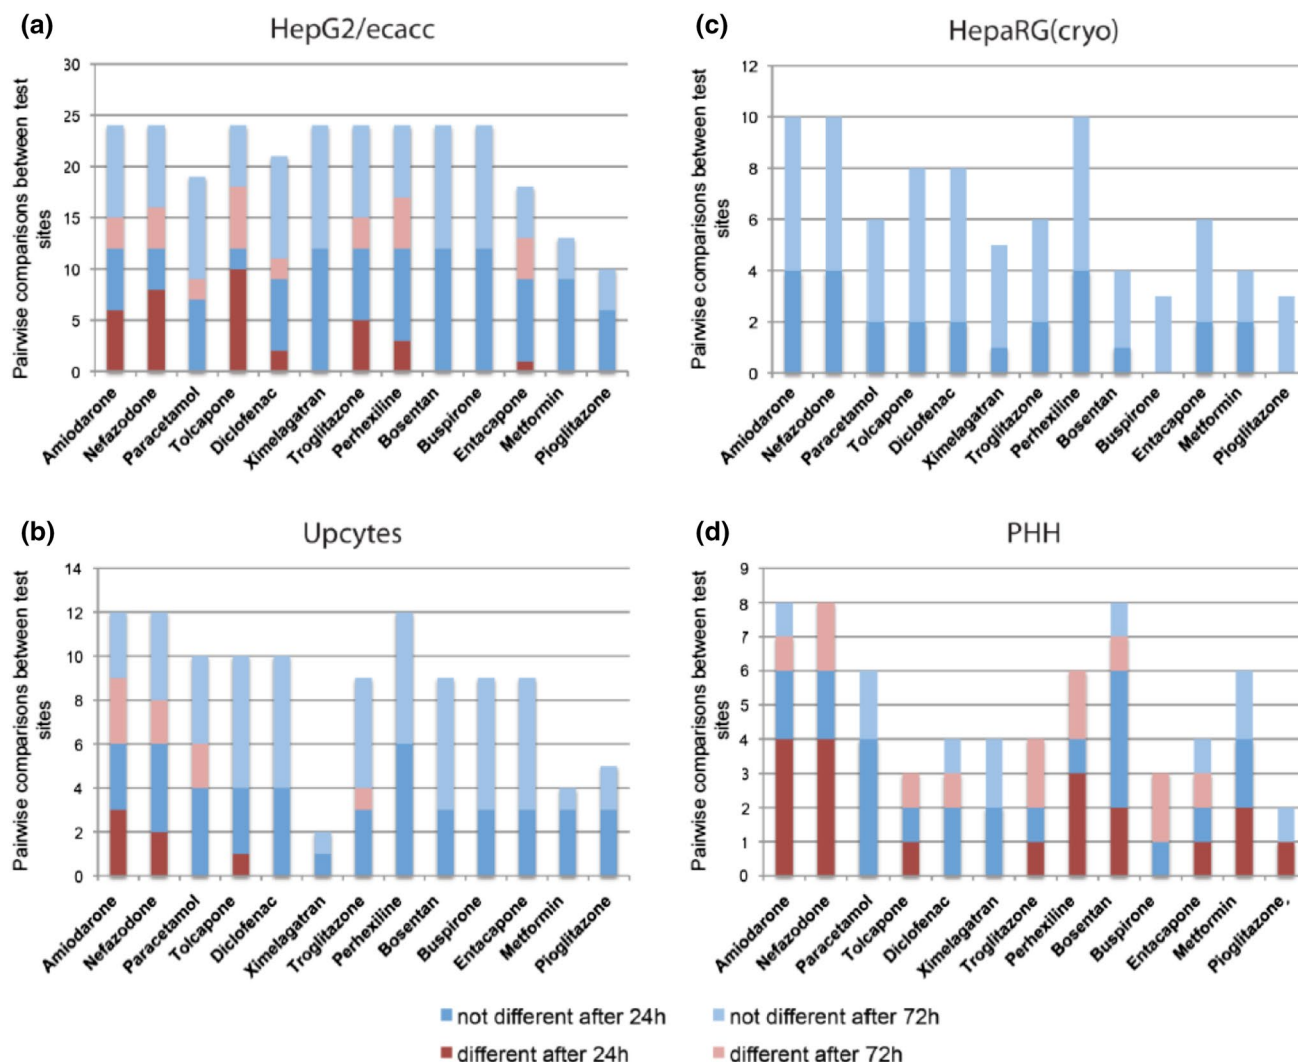 (a)
HepG2/ecacc
Pairwise comparisons between test
sites
30
25
20
15
10
5
0
Amiodarone
Nefazodone
Paracetamol
Tolcapone
Diclofenac
Ximelagatran
Troglitazone
Perhexiline
Bosentan
Buspirone
Entacapone
Metformin
Pioglitazone
(c)
HepaRG(cryo)
Pairwise comparisons between test
sites
12
10
8
6
4
2
0
Amiodarone
Nefazodone
Paracetamol
Tolcapone
Diclofenac
Ximelagatran
Troglitazone
Perhexiline
Bosentan
Buspirone
Entacapone
Metformin
Pioglitazone
(b)
Upcytes
Pairwise comparisons between test
sites
14
12
10
8
6
4
2
0
Amiodarone
Nefazodone
Paracetamol
Tolcapone
Diclofenac
Ximelagatran
Troglitazone
Perhexiline
Bosentan
Buspirone
Entacapone
Metformin
Pioglitazone
(d)
PHH
Pairwise comparisons between test
sites
9
8
7
6
5
4
3
2
1
0
Amiodarone
Nefazodone
Paracetamol
Tolcapone
Diclofenac
Ximelagatran
Troglitazone
Perhexiline
Bosentan
Buspirone
Entacapone
Metformin
Pioglitazone
not different after 24h
not different after 72h
different after 24h
different after 72h